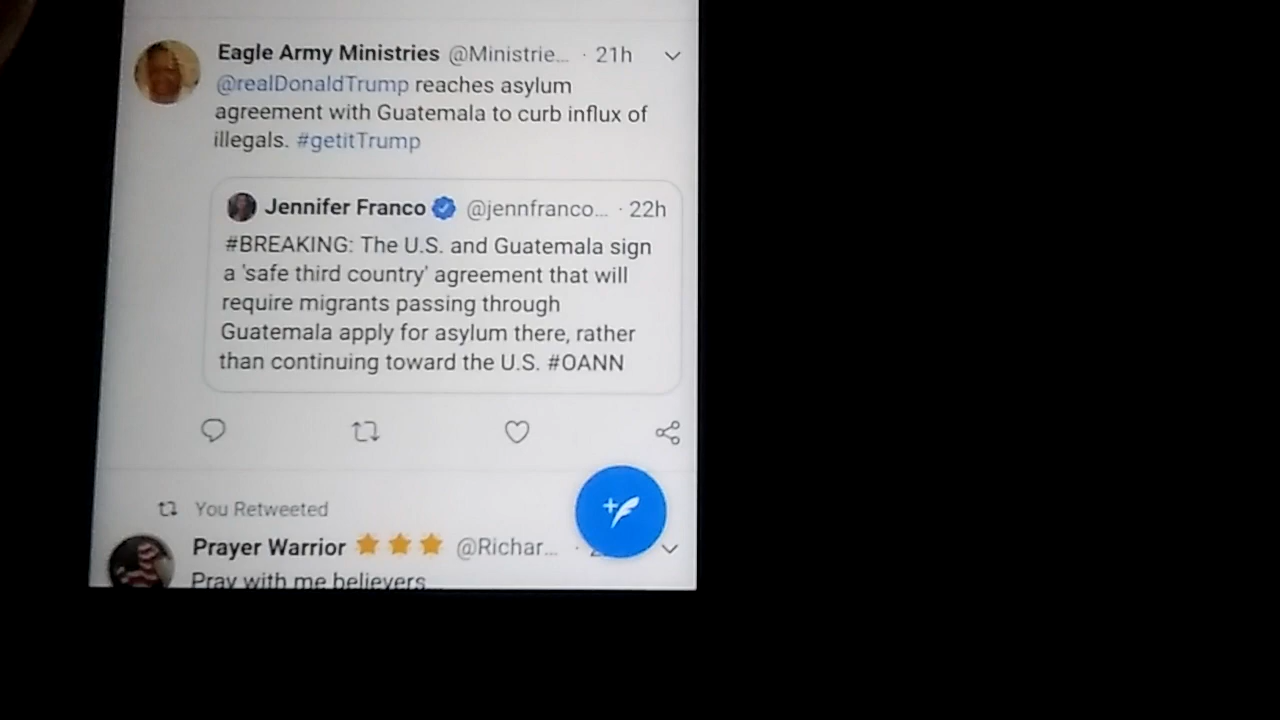 Eagle Army Ministries @Ministrie... · 21h
@realDonaldTrump reaches asylum
agreement with Guatemala to curb influx of
illegals. #getitTrump
Jennifer Franco @jennfranco... · 22h
#BREAKING: The U.S. and Guatemala sign
a 'safe third country' agreement that will
require migrants passing through
Guatemala apply for asylum there, rather
than continuing toward the U.S. #OANN
You Retweeted
Prayer Warrior ⭐⭐⭐ @Richar... ·
Pray with me believers